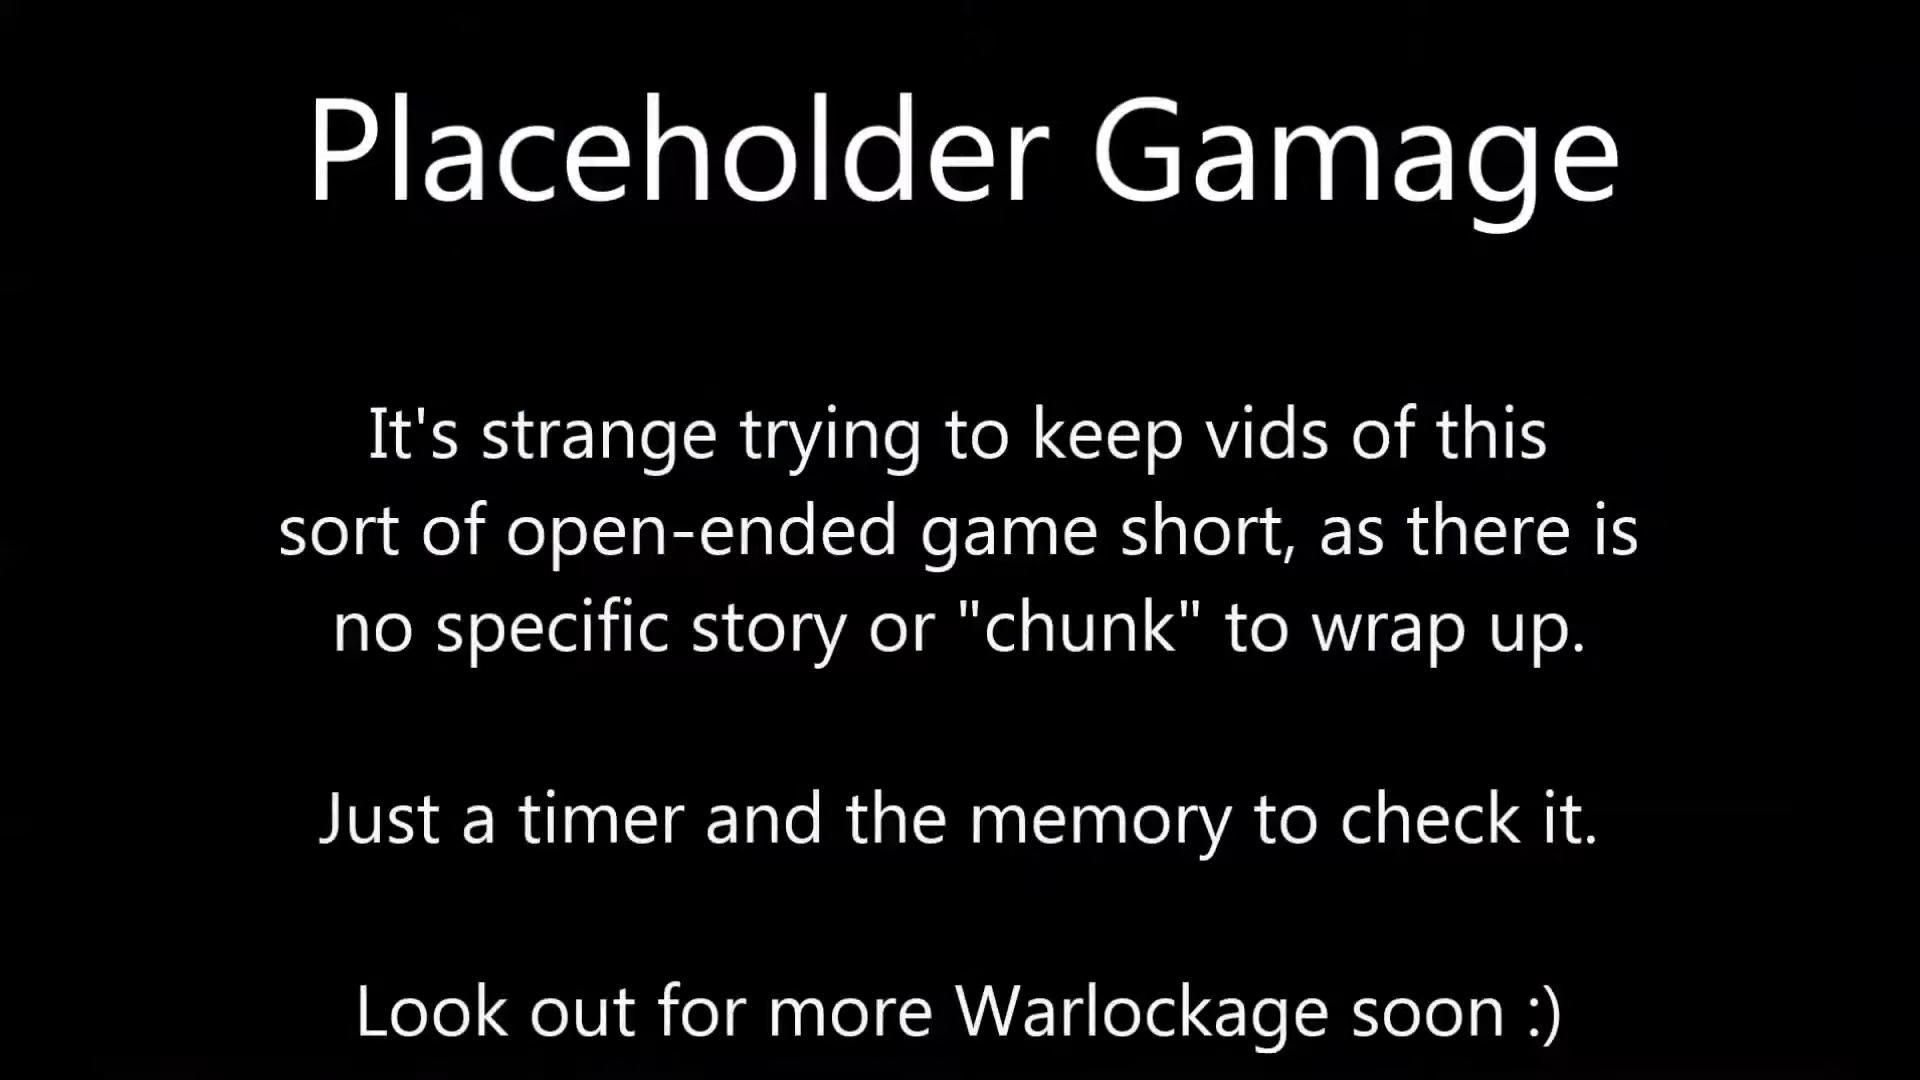 Placeholder Gamage
It's strange trying to keep vids of this
sort of open-ended game short, as there is
no specific story or "chunk" to wrap up.
Just a timer and the memory to check it.
Look out for more Warlockage soon :)